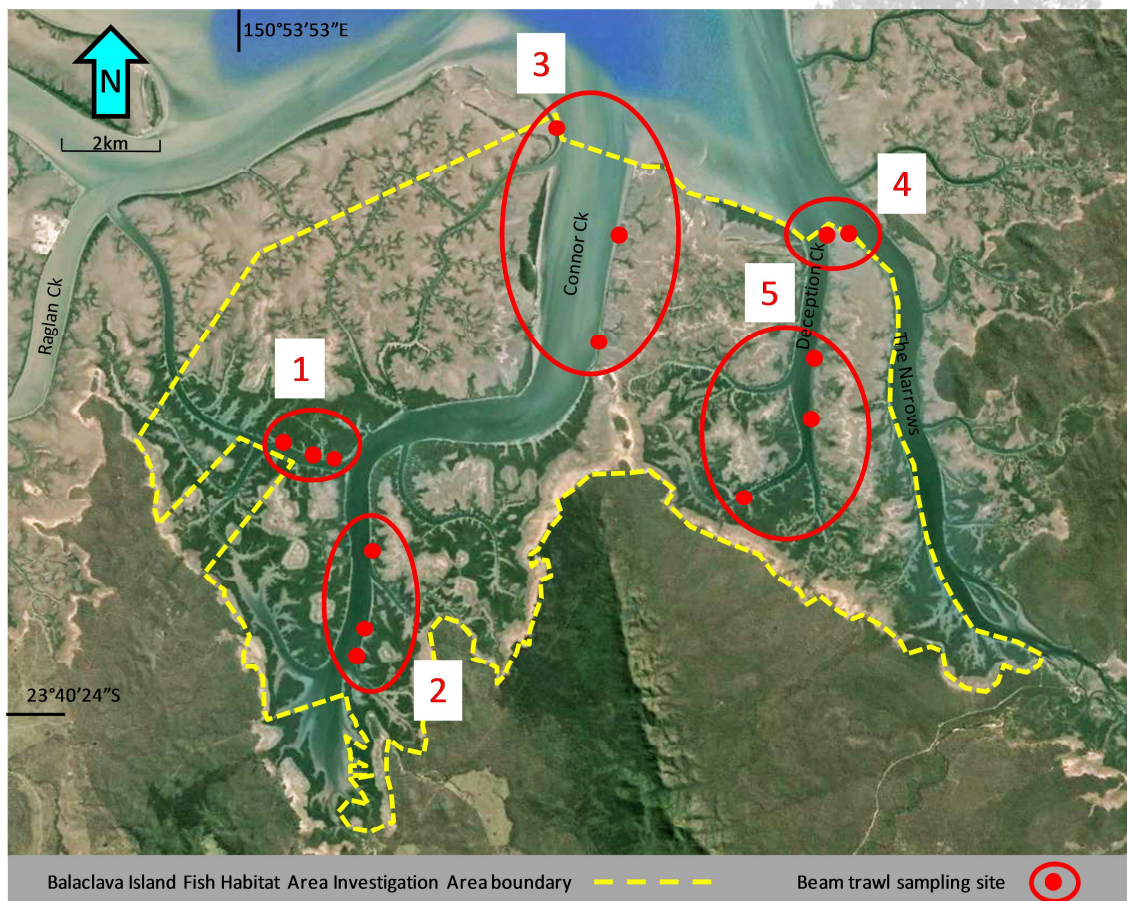 150°53’53”E
N
2km
3
4
Raglan Ck
Connor Ck
Deception Ck
5
The Narrows
1
2
23°40’24”S
Balaclava Island Fish Habitat Area Investigation Area boundary
Beam trawl sampling site